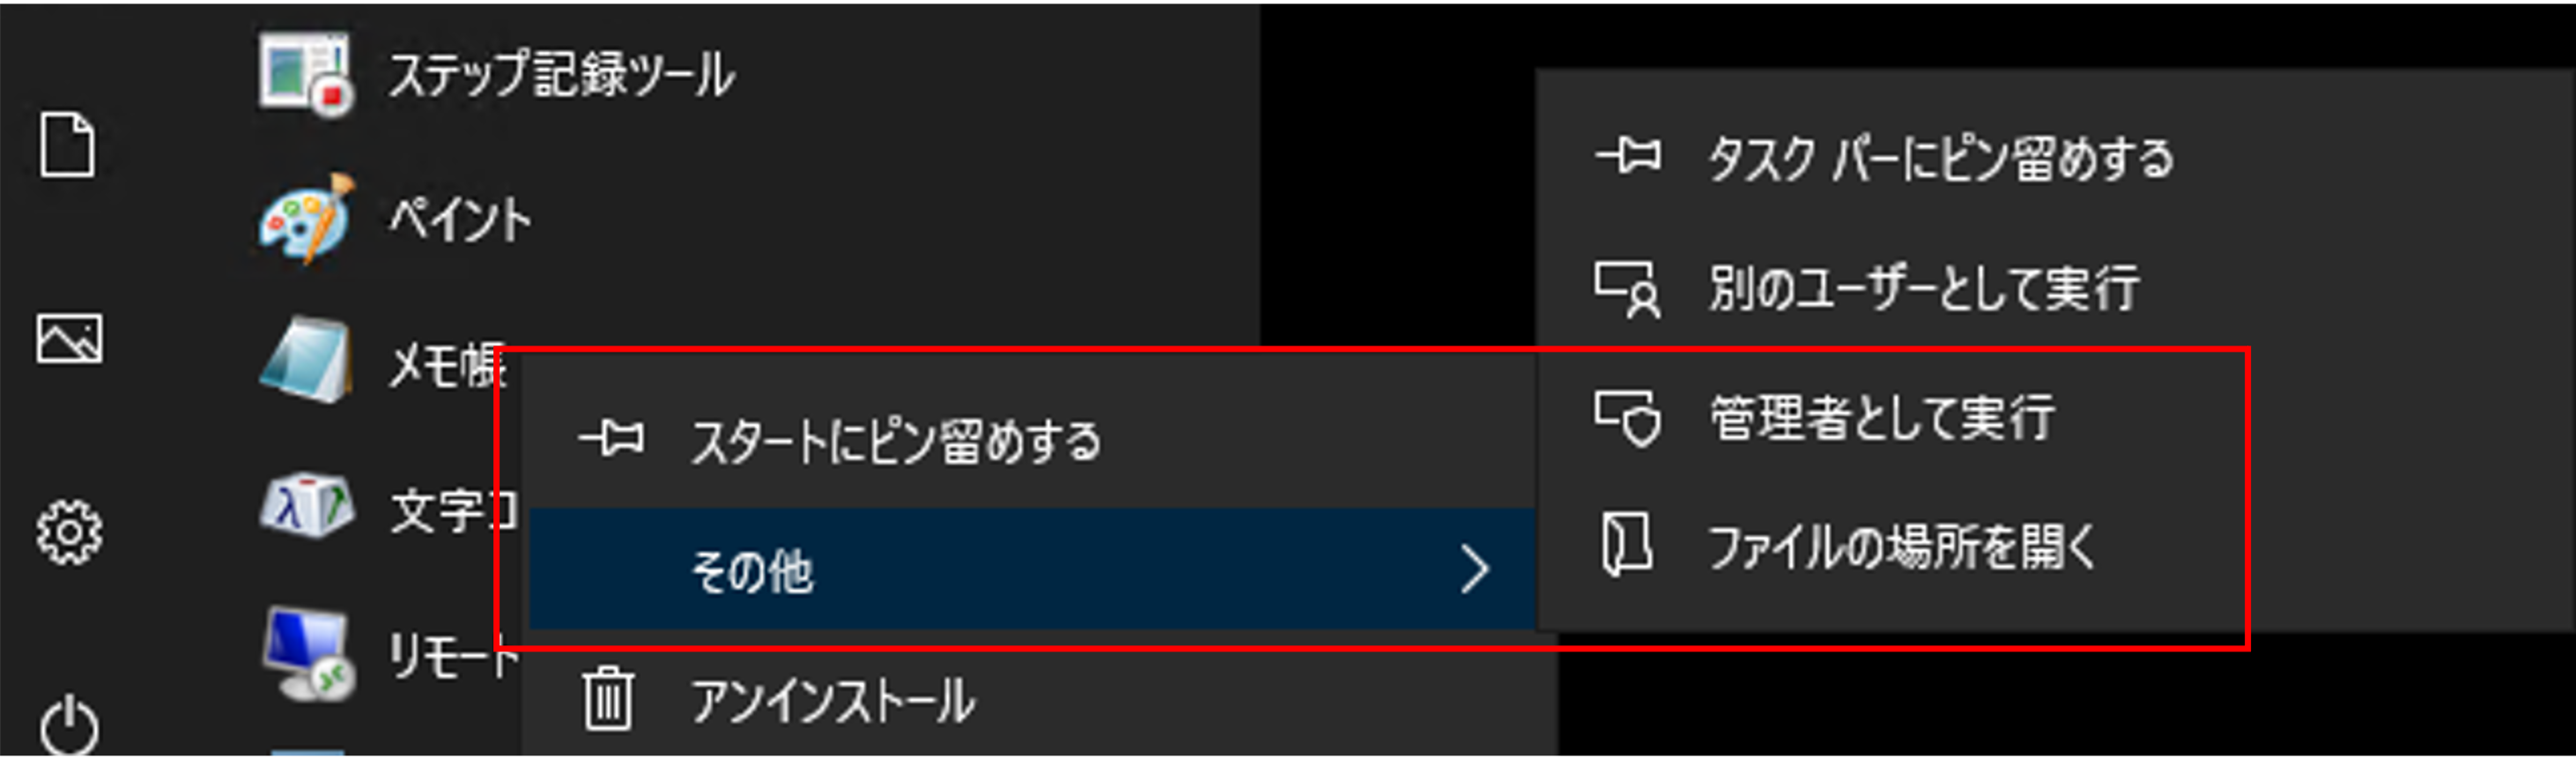 ステップ記録ツール
ペイント
メモ帳
文字コ
リモート
スタートにピン留めする
その他
アンインストール
タスク バーにピン留めする
別のユーザーとして実行
管理者として実行
ファイルの場所を開く